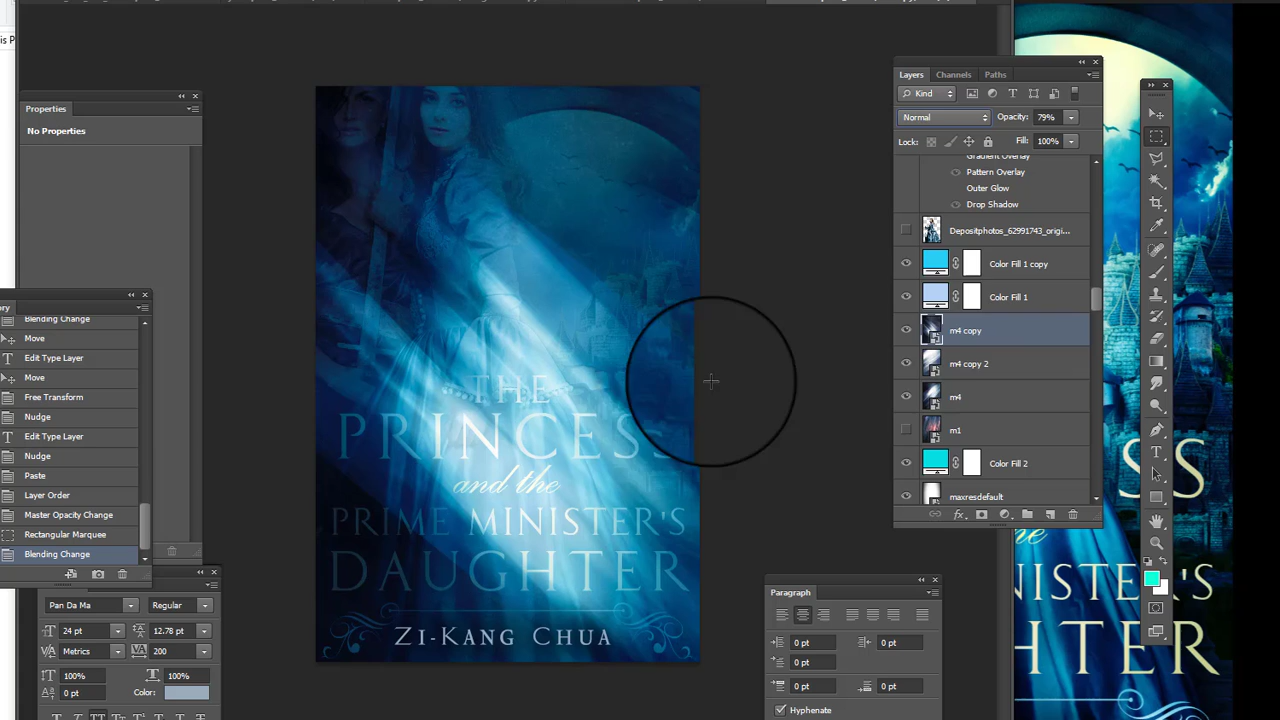 Layers Channels Paths
Kind
Normal Opacity: 79%
Lock: Fill: 100%
Pattern Overlay
Outer Glow
Drop Shadow
Depositphotos_62991743_origi...
Color Fill 1 copy
Color Fill 1
m4 copy
m4 copy 2
m4
m1
Color Fill 2
maxresdefault
fx
Properties
No Properties
Blending Change
Move
Edit Type Layer
Move
Free Transform
Nudge
Edit Type Layer
Nudge
Paste
Layer Order
Master Opacity Change
Rectangular Marquee
Blending Change
Pan Da Ma Regular
24 pt 12.78 pt
Metrics 200
100% 100%
0 pt Color:
THE
PRINCESS
and the
PRIME MINISTER'S
DAUGHTER
ZI-KANG CHUA
Paragraph
0 pt 0 pt
0 pt
0 pt 0 pt
Hyphenate